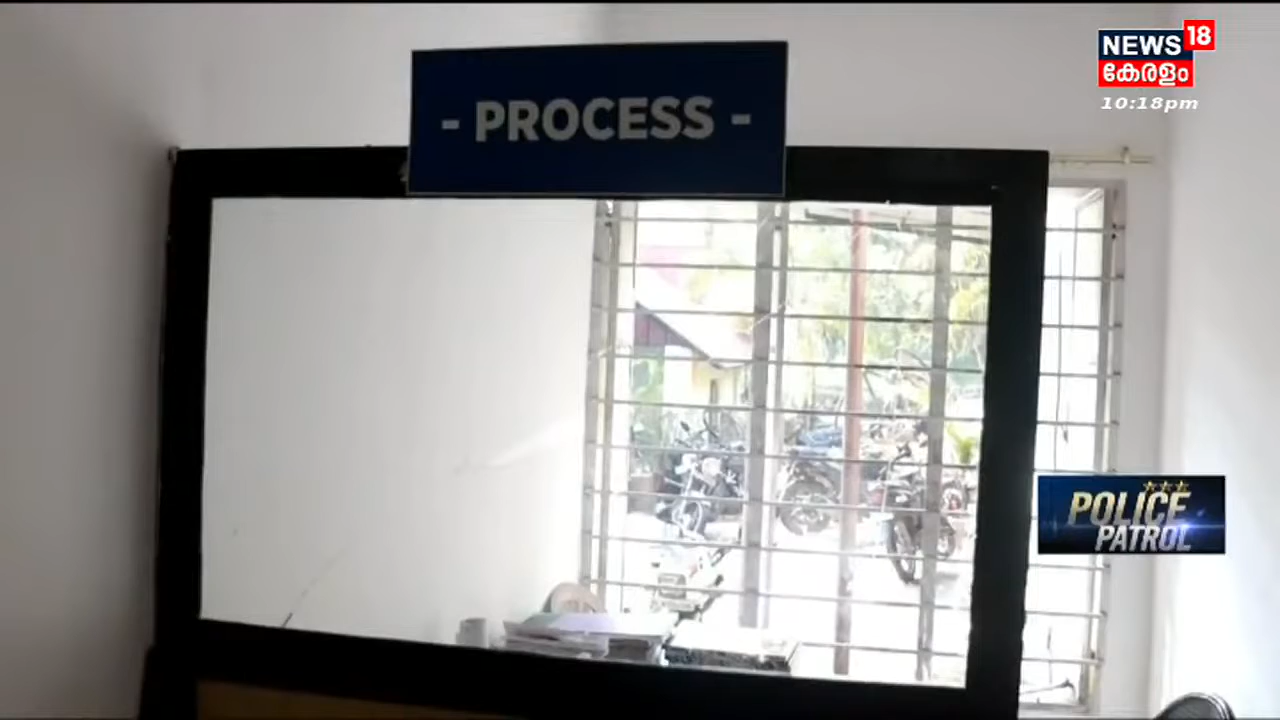 - PROCESS -
NEWS 18
കേരളം
10:18pm
POLICE
PATROL